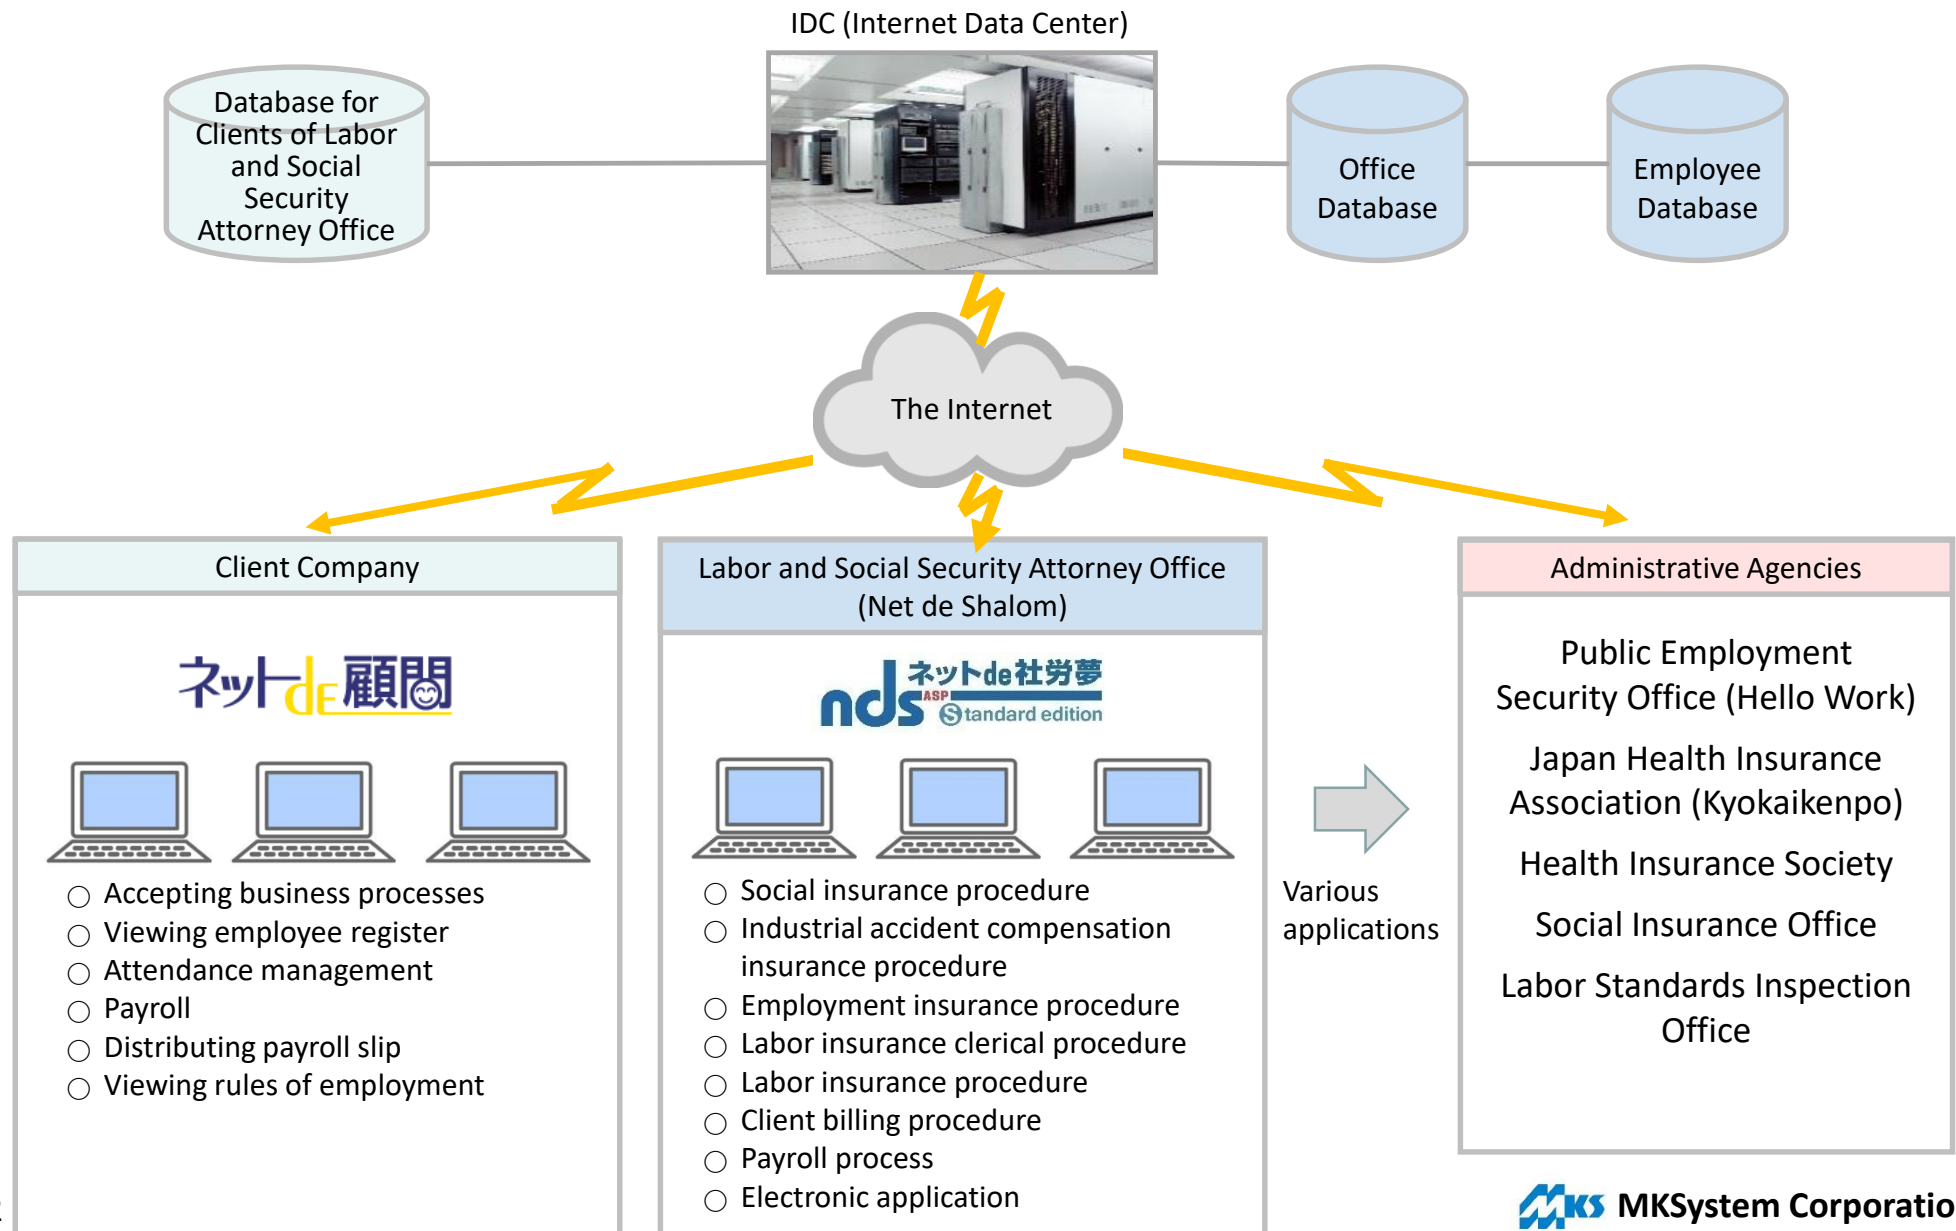 IDC (Internet Data Center)
Database for
Clients of Labor
and Social
Security
Attorney Office
Office
Database
Employee
Database
The Internet
Client Company
ネットdE顧問
○ Accepting business processes
○ Viewing employee register
○ Attendance management
○ Payroll
○ Distributing payroll slip
○ Viewing rules of employment
Labor and Social Security Attorney Office
(Net de Shalom)
ネットde社労夢
nds ASP
Standard edition
○ Social insurance procedure
○ Industrial accident compensation
insurance procedure
○ Employment insurance procedure
○ Labor insurance clerical procedure
○ Labor insurance procedure
○ Client billing procedure
○ Payroll process
○ Electronic application
Various
applications
Administrative Agencies
Public Employment
Security Office (Hello Work)
Japan Health Insurance
Association (Kyokaikenpo)
Health Insurance Society
Social Insurance Office
Labor Standards Inspection
Office
MKS MKSystem Corporatio